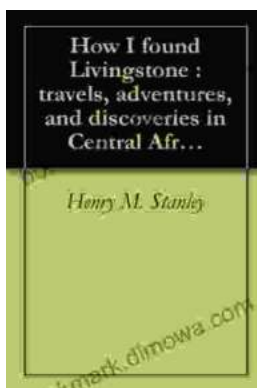 How I found
Livingstone :
travels, adventures,
and discoveries in
Central Afr...
Henry M. Stanley
mark.dimowa.com